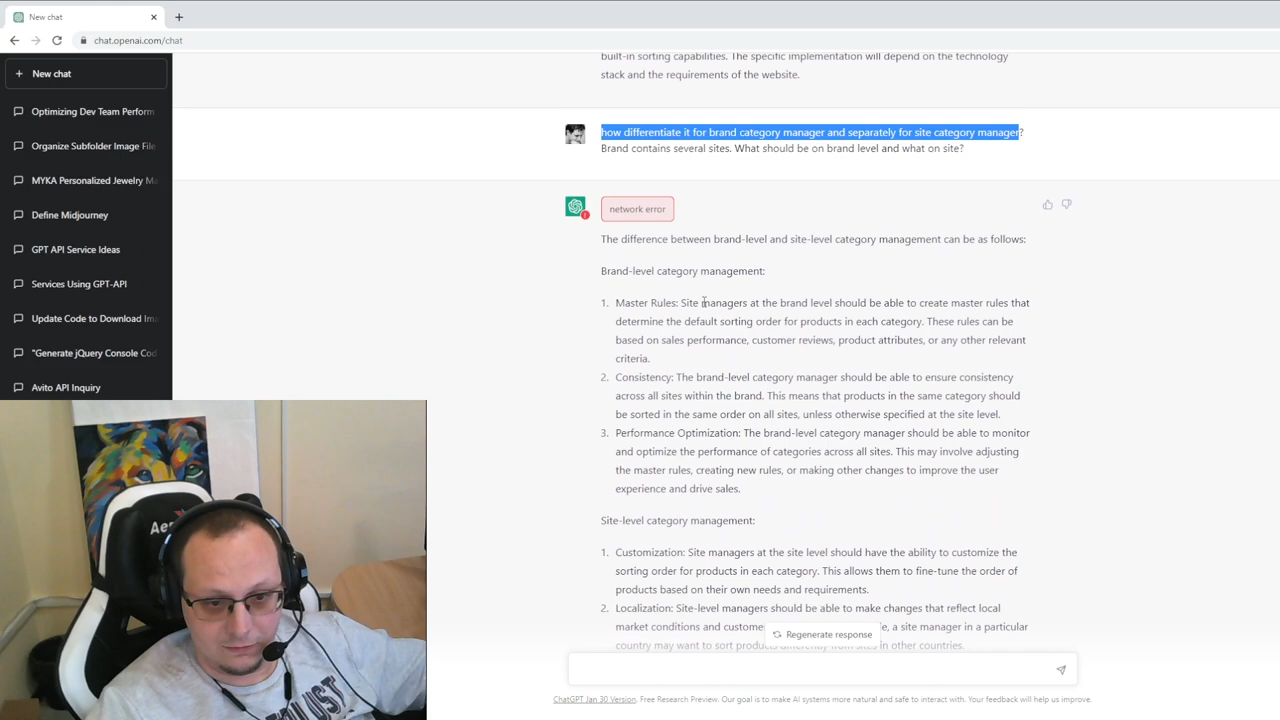 New chat
chat.openai.com/chat
New chat
Optimizing Dev Team Perform
Organize Subfolder Image File
MYKA Personalized Jewelry Ma
Define Midjourney
GPT API Service Ideas
Services Using GPT-API
Update Code to Download Ima
"Generate jQuery Console Cod
Avito API Inquiry
built-in sorting capabilities. The specific implementation will depend on the technology
stack and the requirements of the website.
how differentiate it for brand category manager and separately for site category manager?
Brand contains several sites. What should be on brand level and what on site?
network error
The difference between brand-level and site-level category management can be as follows:
Brand-level category management:
1. Master Rules: Site managers at the brand level should be able to create master rules that
determine the default sorting order for products in each category. These rules can be
based on sales performance, customer reviews, product attributes, or any other relevant
criteria.
2. Consistency: The brand-level category manager should be able to ensure consistency
across all sites within the brand. This means that products in the same category should
be sorted in the same order on all sites, unless otherwise specified at the site level.
3. Performance Optimization: The brand-level category manager should be able to monitor
and optimize the performance of categories across all sites. This may involve adjusting
the master rules, creating new rules, or making other changes to improve the user
experience and drive sales.
Site-level category management:
1. Customization: Site managers at the site level should have the ability to customize the
sorting order for products in each category. This allows them to fine-tune the order of
products based on their own needs and requirements.
2. Localization: Site-level managers should be able to make changes that reflect local
market conditions and custome e, a site manager in a particular
country may want to sort products differently from sites in other countries.
Regenerate response
ChatGPT Jan 30 Version. Free Research Preview. Our goal is to make AI systems more natural and safe to interact with. Your feedback will help us improve.